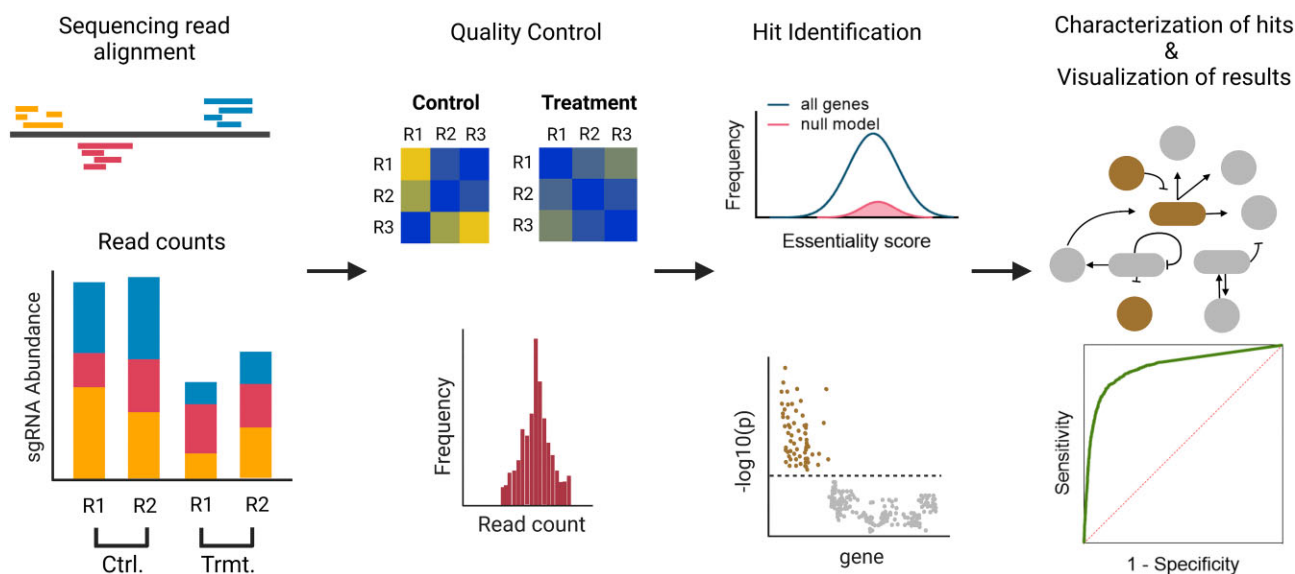 Sequencing read
alignment
Read counts
sgRNA Abundance
R1 R2 R1 R2
Ctrl. Trmt.
Quality Control
Control Treatment
R1 R2 R3
R1
R2
R3
R1 R2 R3
R1
R2
R3
Frequency
Read count
Hit Identification
all genes
null model
Frequency
Essentiality score
-log10(p)
gene
Characterization of hits
&
Visualization of results
Sensitivity
1 - Specificity